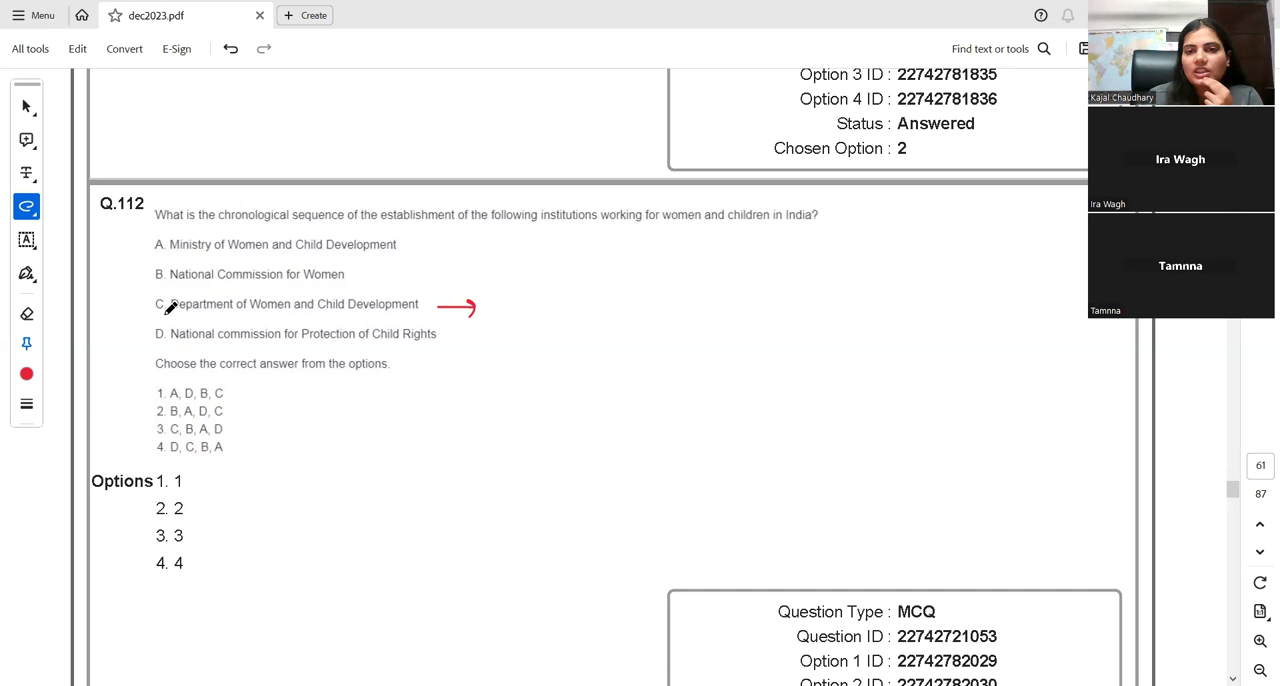 Menu
dec2023.pdf
Create
All tools
Edit
Convert
E-Sign
Find text or tools
Kajal Chaudhary
Ira Wagh
Ira Wagh
Tamnna
Tamnna
Option 3 ID : 22742781835
Option 4 ID : 22742781836
Status : Answered
Chosen Option : 2
Q.112
What is the chronological sequence of the establishment of the following institutions working for women and children in India?
A. Ministry of Women and Child Development
B. National Commission for Women
C. Department of Women and Child Development
D. National commission for Protection of Child Rights
Choose the correct answer from the options.
1. A, D, B, C
2. B, A, D, C
3. C, B, A, D
4. D, C, B, A
Options 1. 1
2. 2
3. 3
4. 4
61
87
Question Type : MCQ
Question ID : 22742721053
Option 1 ID : 22742782029
Option 2 ID : 22742782030